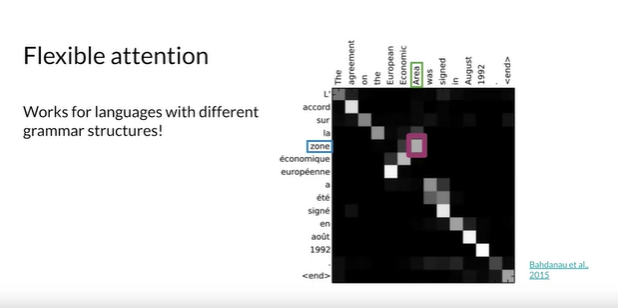 Flexible attention
Works for languages with different
grammar structures!
The
agreement
on
the
European
Economic
Area
was
signed
in
August
1992
.
<end>
L'
accord
sur
la
zone
économique
européenne
a
été
signé
en
août
1992
.
<end>
Bahdanau et al.,
2015